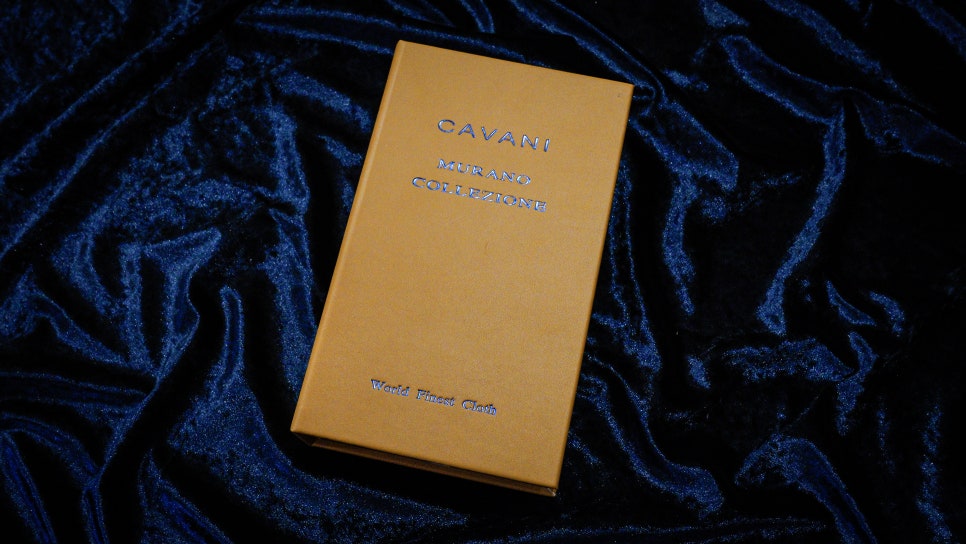 CAVANI
MURANO
COLLEZIONE
World Finest Cloth